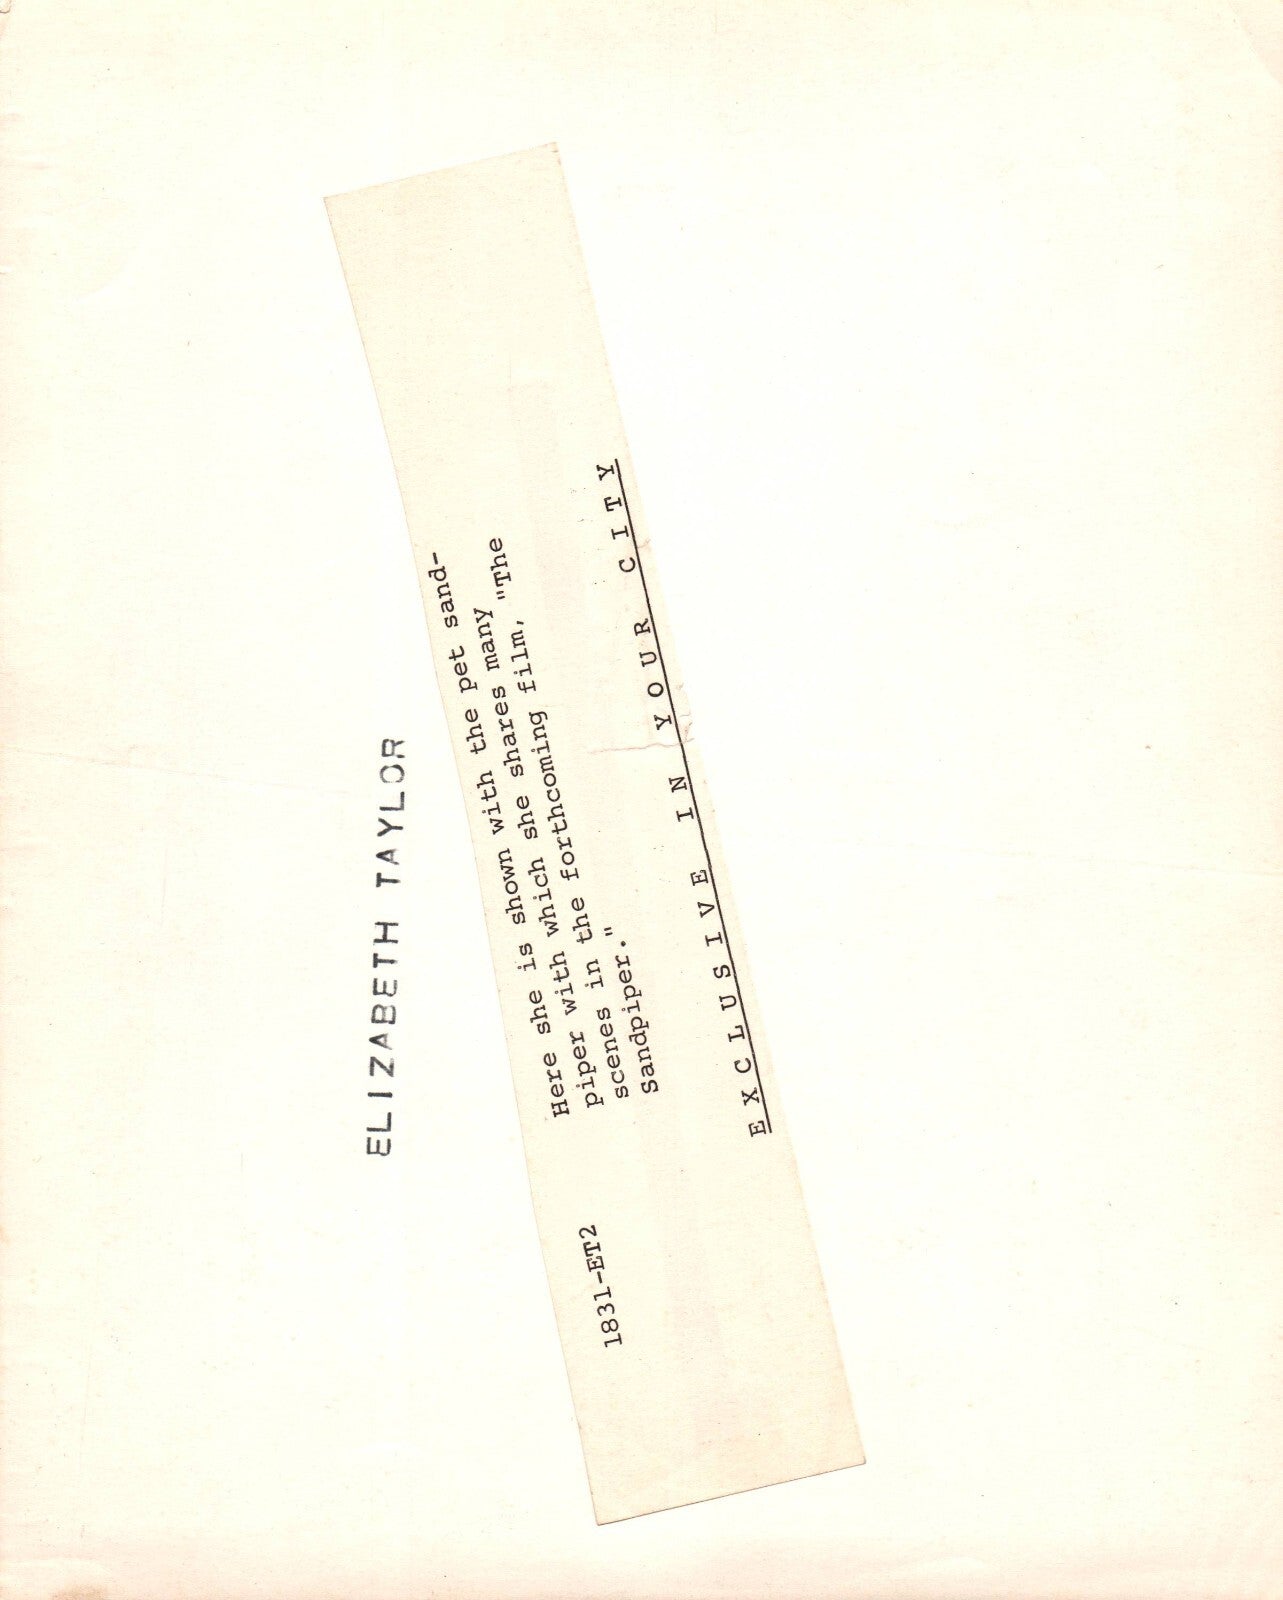 ELIZABETH TAYLOR
1831-ET2
Here she is shown with the pet sand-
piper with which she shares many
scenes in the forthcoming film, "The
Sandpiper."
EXCLUSIVE IN YOUR CITY